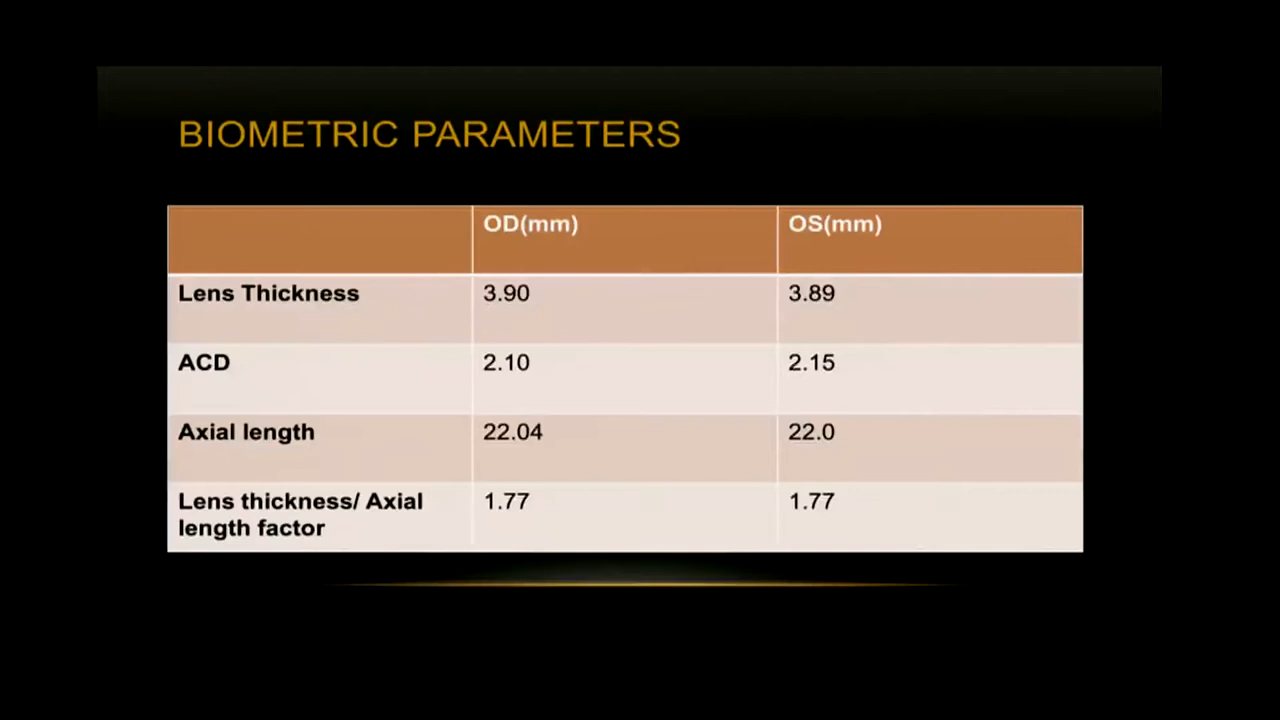 BIOMETRIC PARAMETERS
OD(mm) OS(mm)
Lens Thickness 3.90 3.89
ACD 2.10 2.15
Axial length 22.04 22.0
Lens thickness/ Axial 1.77 1.77
length factor